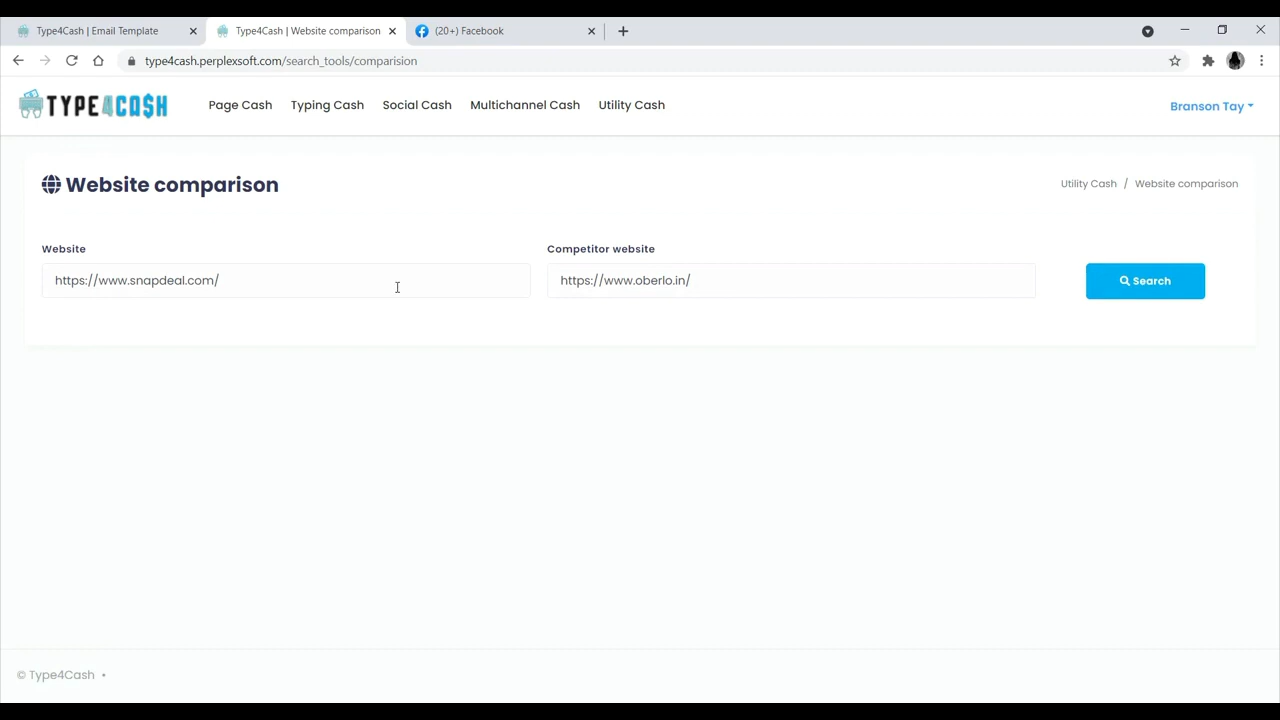 Type4Cash | Email Template
Type4Cash | Website comparison
(20+) Facebook
type4cash.perplexsoft.com/search_tools/comparision
TYPE4CA$H
Page Cash
Typing Cash
Social Cash
Multichannel Cash
Utility Cash
Branson Tay
Website comparison
Utility Cash / Website comparison
Website
Competitor website
https://www.snapdeal.com/
https://www.oberlo.in/
Search
© Type4Cash •